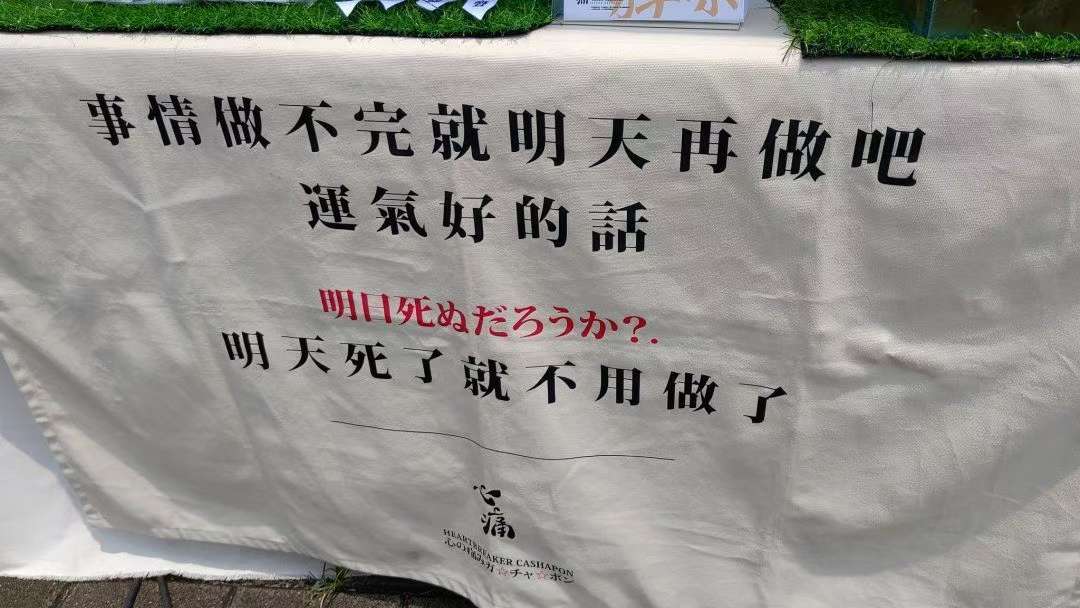 事情做不完就明天再做吧
運氣好的話
明日死ぬだろうか?.
明天死了就不用做了
心痛
HEARTBREAKER CASHAPON
心の痛みガ☆チャ☆ポン